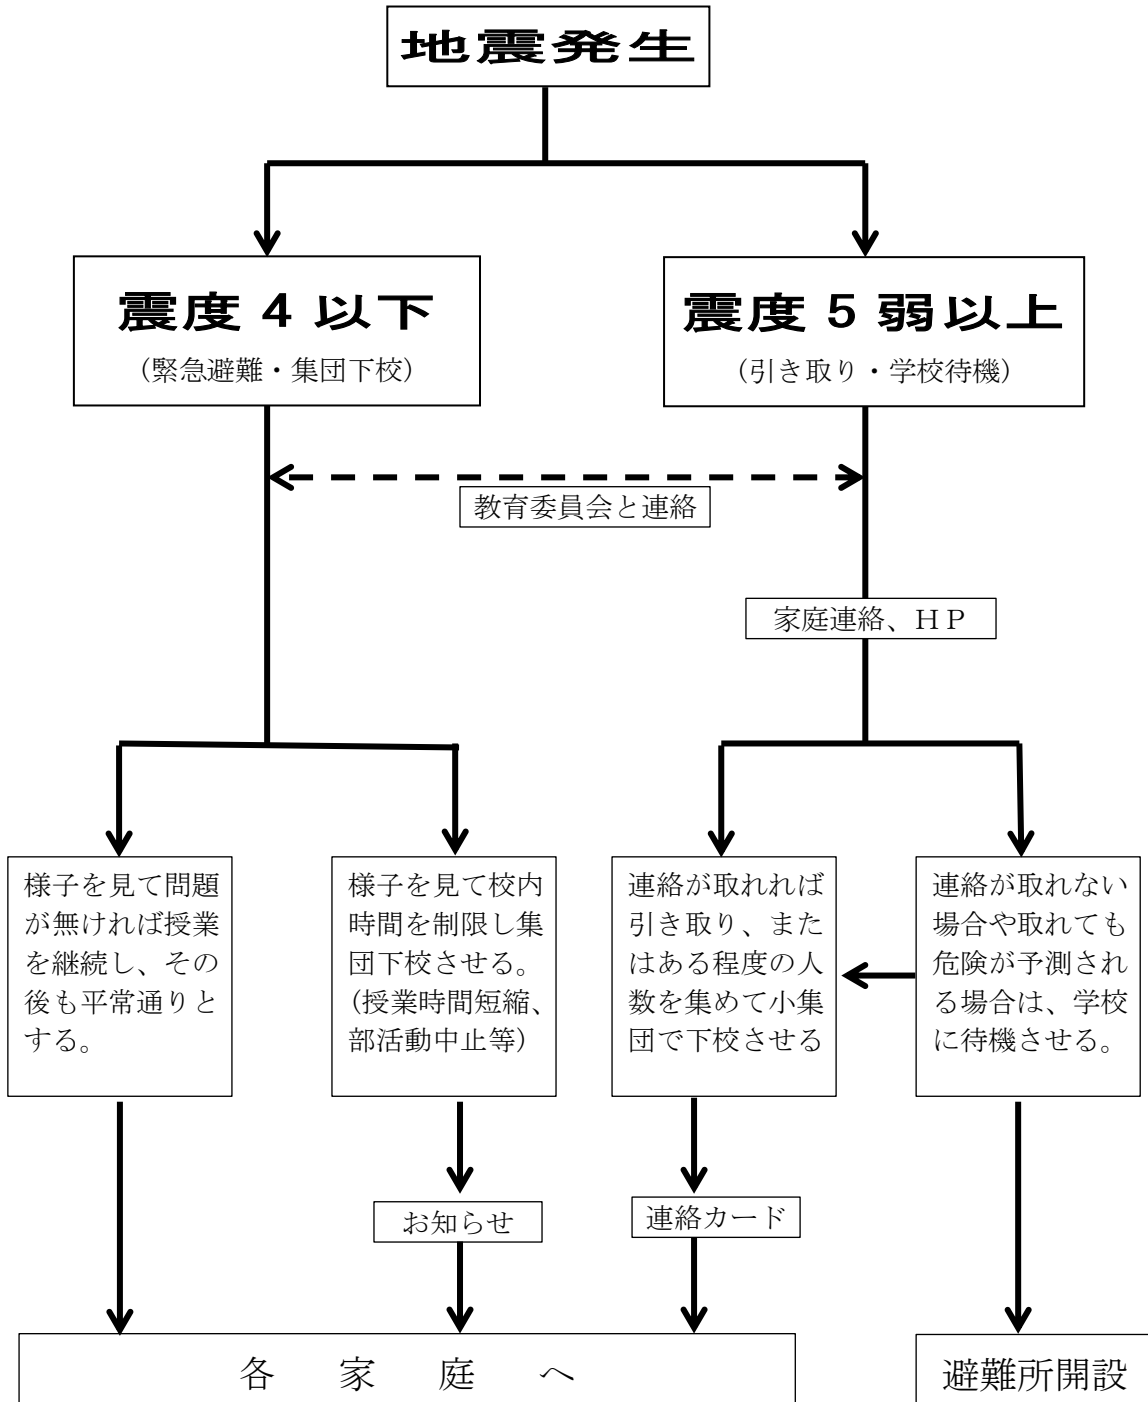 地震発生
震度４以下
（緊急避難・集団下校）
震度５弱以上
（引き取り・学校待機）
教育委員会と連絡
家庭連絡、ＨＰ
様子を見て問題
が無ければ授業
を継続し、その
後も平常通りと
する。
様子を見て校内
時間を制限し集
団下校させる。
（授業時間短縮、
部活動中止等）
連絡が取れれば
引き取り、また
はある程度の人
数を集めて小集
団で下校させる
連絡が取れない
場合や取れても
危険が予測され
る場合は、学校
に待機させる。
お知らせ
連絡カード
各　家　庭　へ
避難所開設